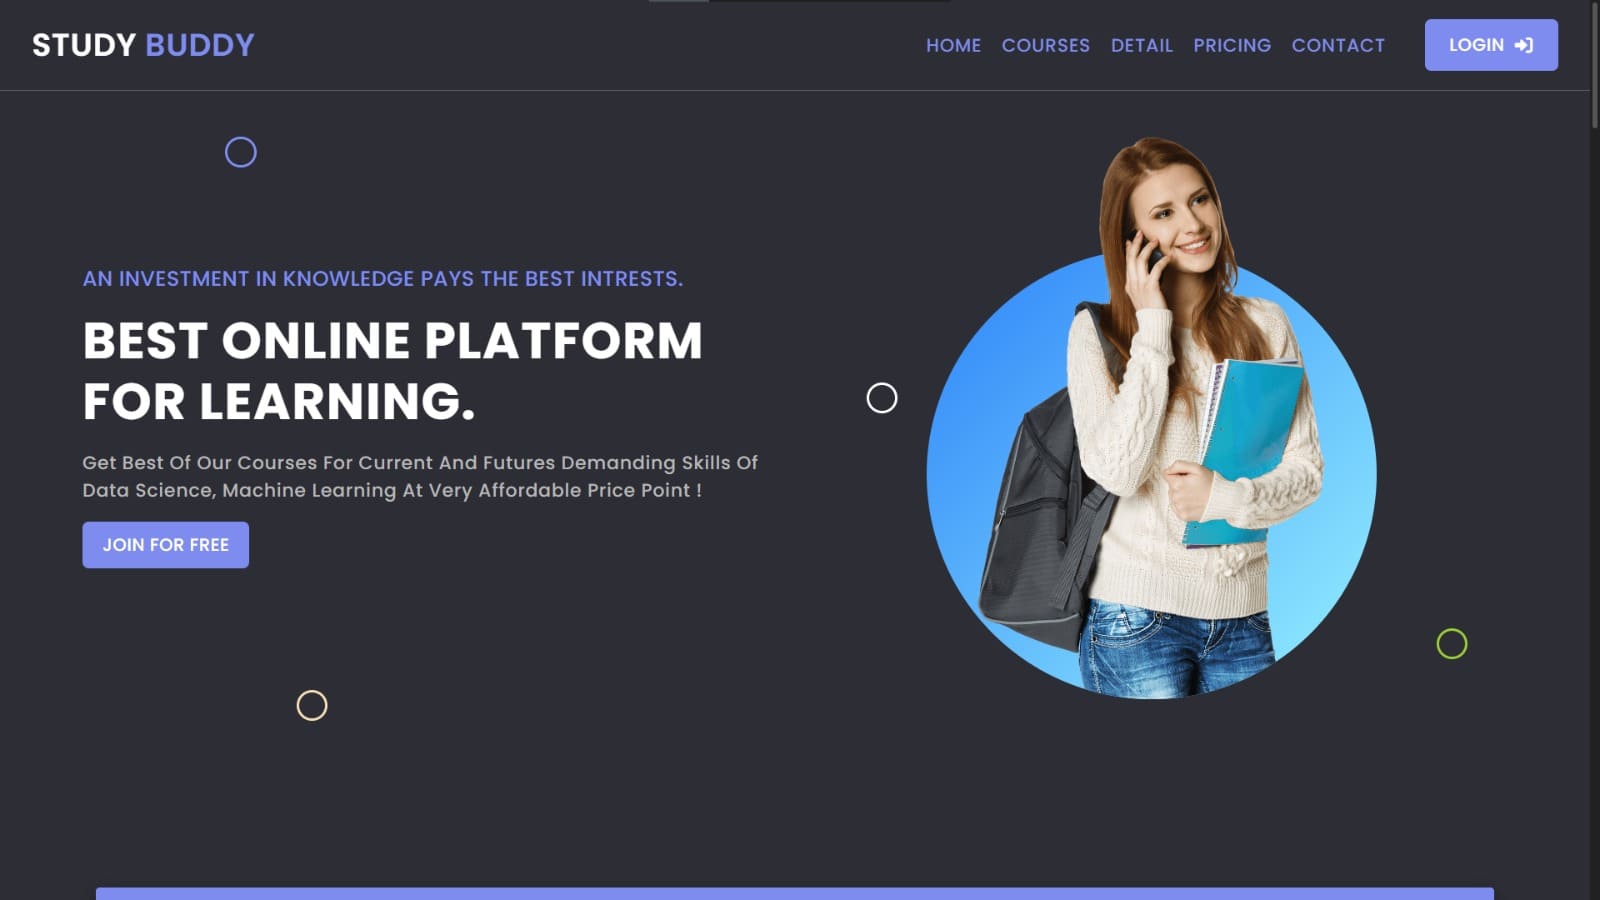 STUDY BUDDY
HOME COURSES DETAIL PRICING CONTACT LOGIN
AN INVESTMENT IN KNOWLEDGE PAYS THE BEST INTRESTS.
BEST ONLINE PLATFORM
FOR LEARNING.
Get Best Of Our Courses For Current And Futures Demanding Skills Of
Data Science, Machine Learning At Very Affordable Price Point !
JOIN FOR FREE